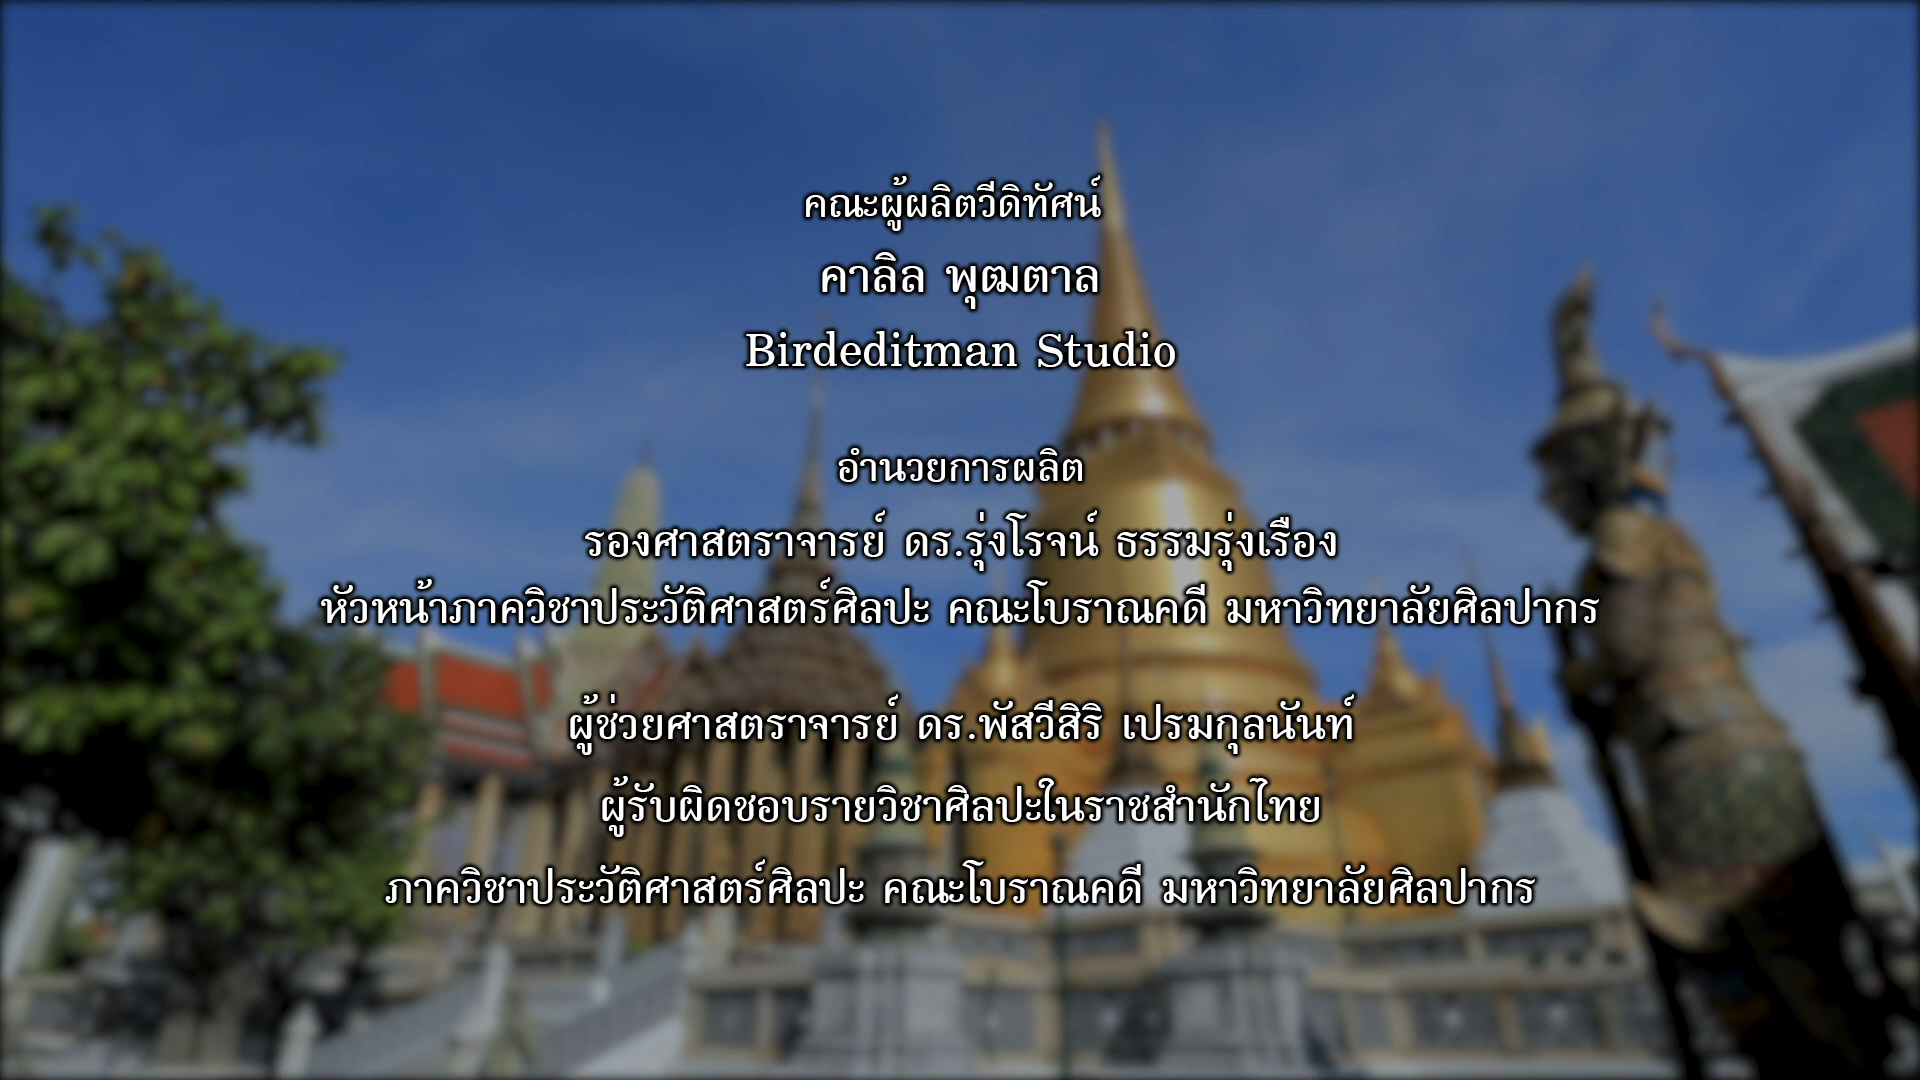 คณะผู้ผลิตวีดิทัศน์
คาลิล พุฒตาล
Birdeditman Studio
อำนวยการผลิต
รองศาสตราจารย์ ดร.รุ่งโรจน์ ธรรมรุ่งเรือง
หัวหน้าภาควิชาประวัติศาสตร์ศิลปะ คณะโบราณคดี มหาวิทยาลัยศิลปากร
ผู้ช่วยศาสตราจารย์ ดร.พัสวีสิริ เปรมกุลนันท์
ผู้รับผิดชอบรายวิชาศิลปะในราชสำนักไทย
ภาควิชาประวัติศาสตร์ศิลปะ คณะโบราณคดี มหาวิทยาลัยศิลปากร